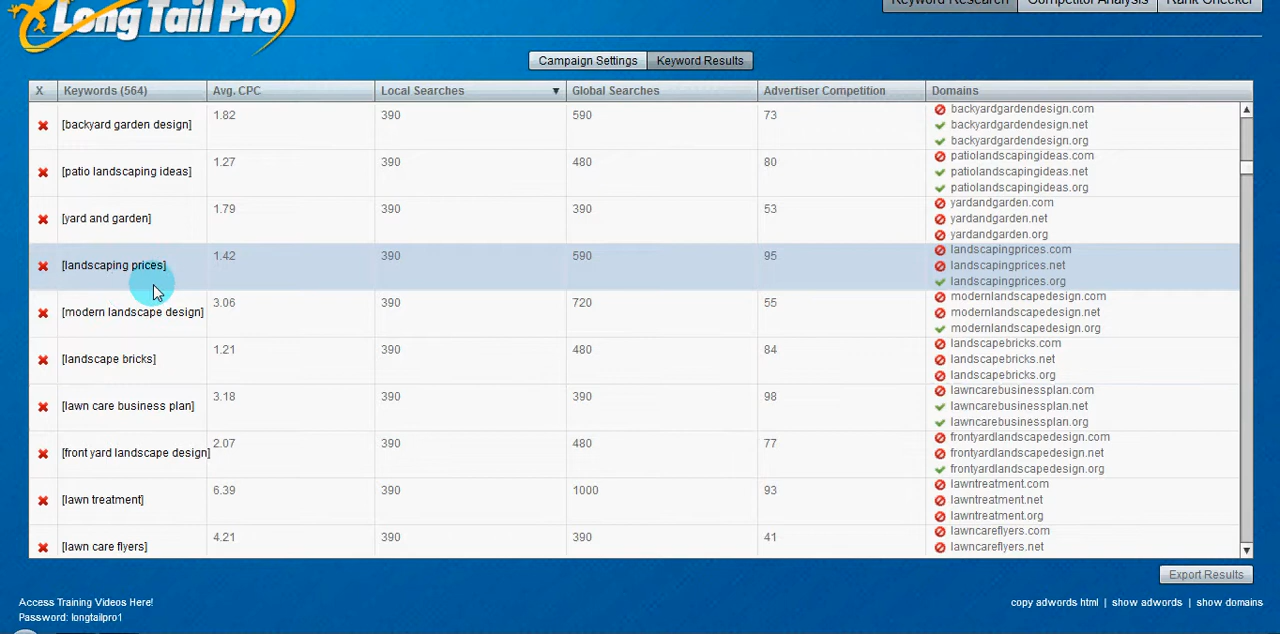 Long Tail Pro
Keyword Research Competitor Analysis Rank Checker
Campaign Settings Keyword Results
X Keywords (564) Avg. CPC Local Searches ▼ Global Searches Advertiser Competition Domains
[backyard garden design] 1.82 390 590 73 backyardgardendesign.com
backyardgardendesign.net
backyardgardendesign.org
[patio landscaping ideas] 1.27 390 480 80 patiolandscapingideas.com
patiolandscapingideas.net
patiolandscapingideas.org
[yard and garden] 1.79 390 390 53 yardandgarden.com
yardandgarden.net
yardandgarden.org
[landscaping prices] 1.42 390 590 95 landscapingprices.com
landscapingprices.net
landscapingprices.org
[modern landscape design] 3.06 390 720 55 modernlandscapedesign.com
modernlandscapedesign.net
modernlandscapedesign.org
[landscape bricks] 1.21 390 480 84 landscapebricks.com
landscapebricks.net
landscapebricks.org
[lawn care business plan] 3.18 390 390 98 lawncarebusinessplan.com
lawncarebusinessplan.net
lawncarebusinessplan.org
[front yard landscape design] 2.07 390 480 77 frontyardlandscapedesign.com
frontyardlandscapedesign.net
frontyardlandscapedesign.org
[lawn treatment] 6.39 390 1000 93 lawntreatment.com
lawntreatment.net
lawntreatment.org
[lawn care flyers] 4.21 390 390 41 lawncareflyers.com
lawncareflyers.net
Export Results
Access Training Videos Here! copy adwords html | show adwords | show domains
Password: longtailpro1